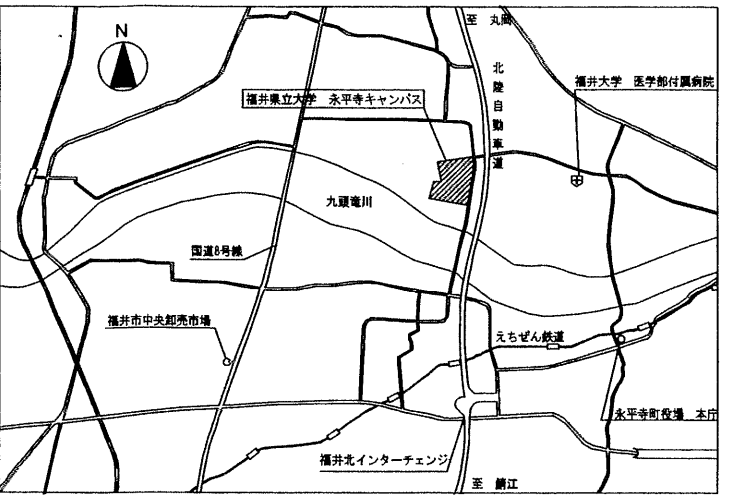 至 丸岡
N
北陸自動車道
福井大学 医学部付属病院
福井県立大学 永平寺キャンパス
九頭竜川
国道8号線
福井市中央卸売市場
えちぜん鉄道
永平寺町役場 本庁
福井北インターチェンジ
至 鯖江